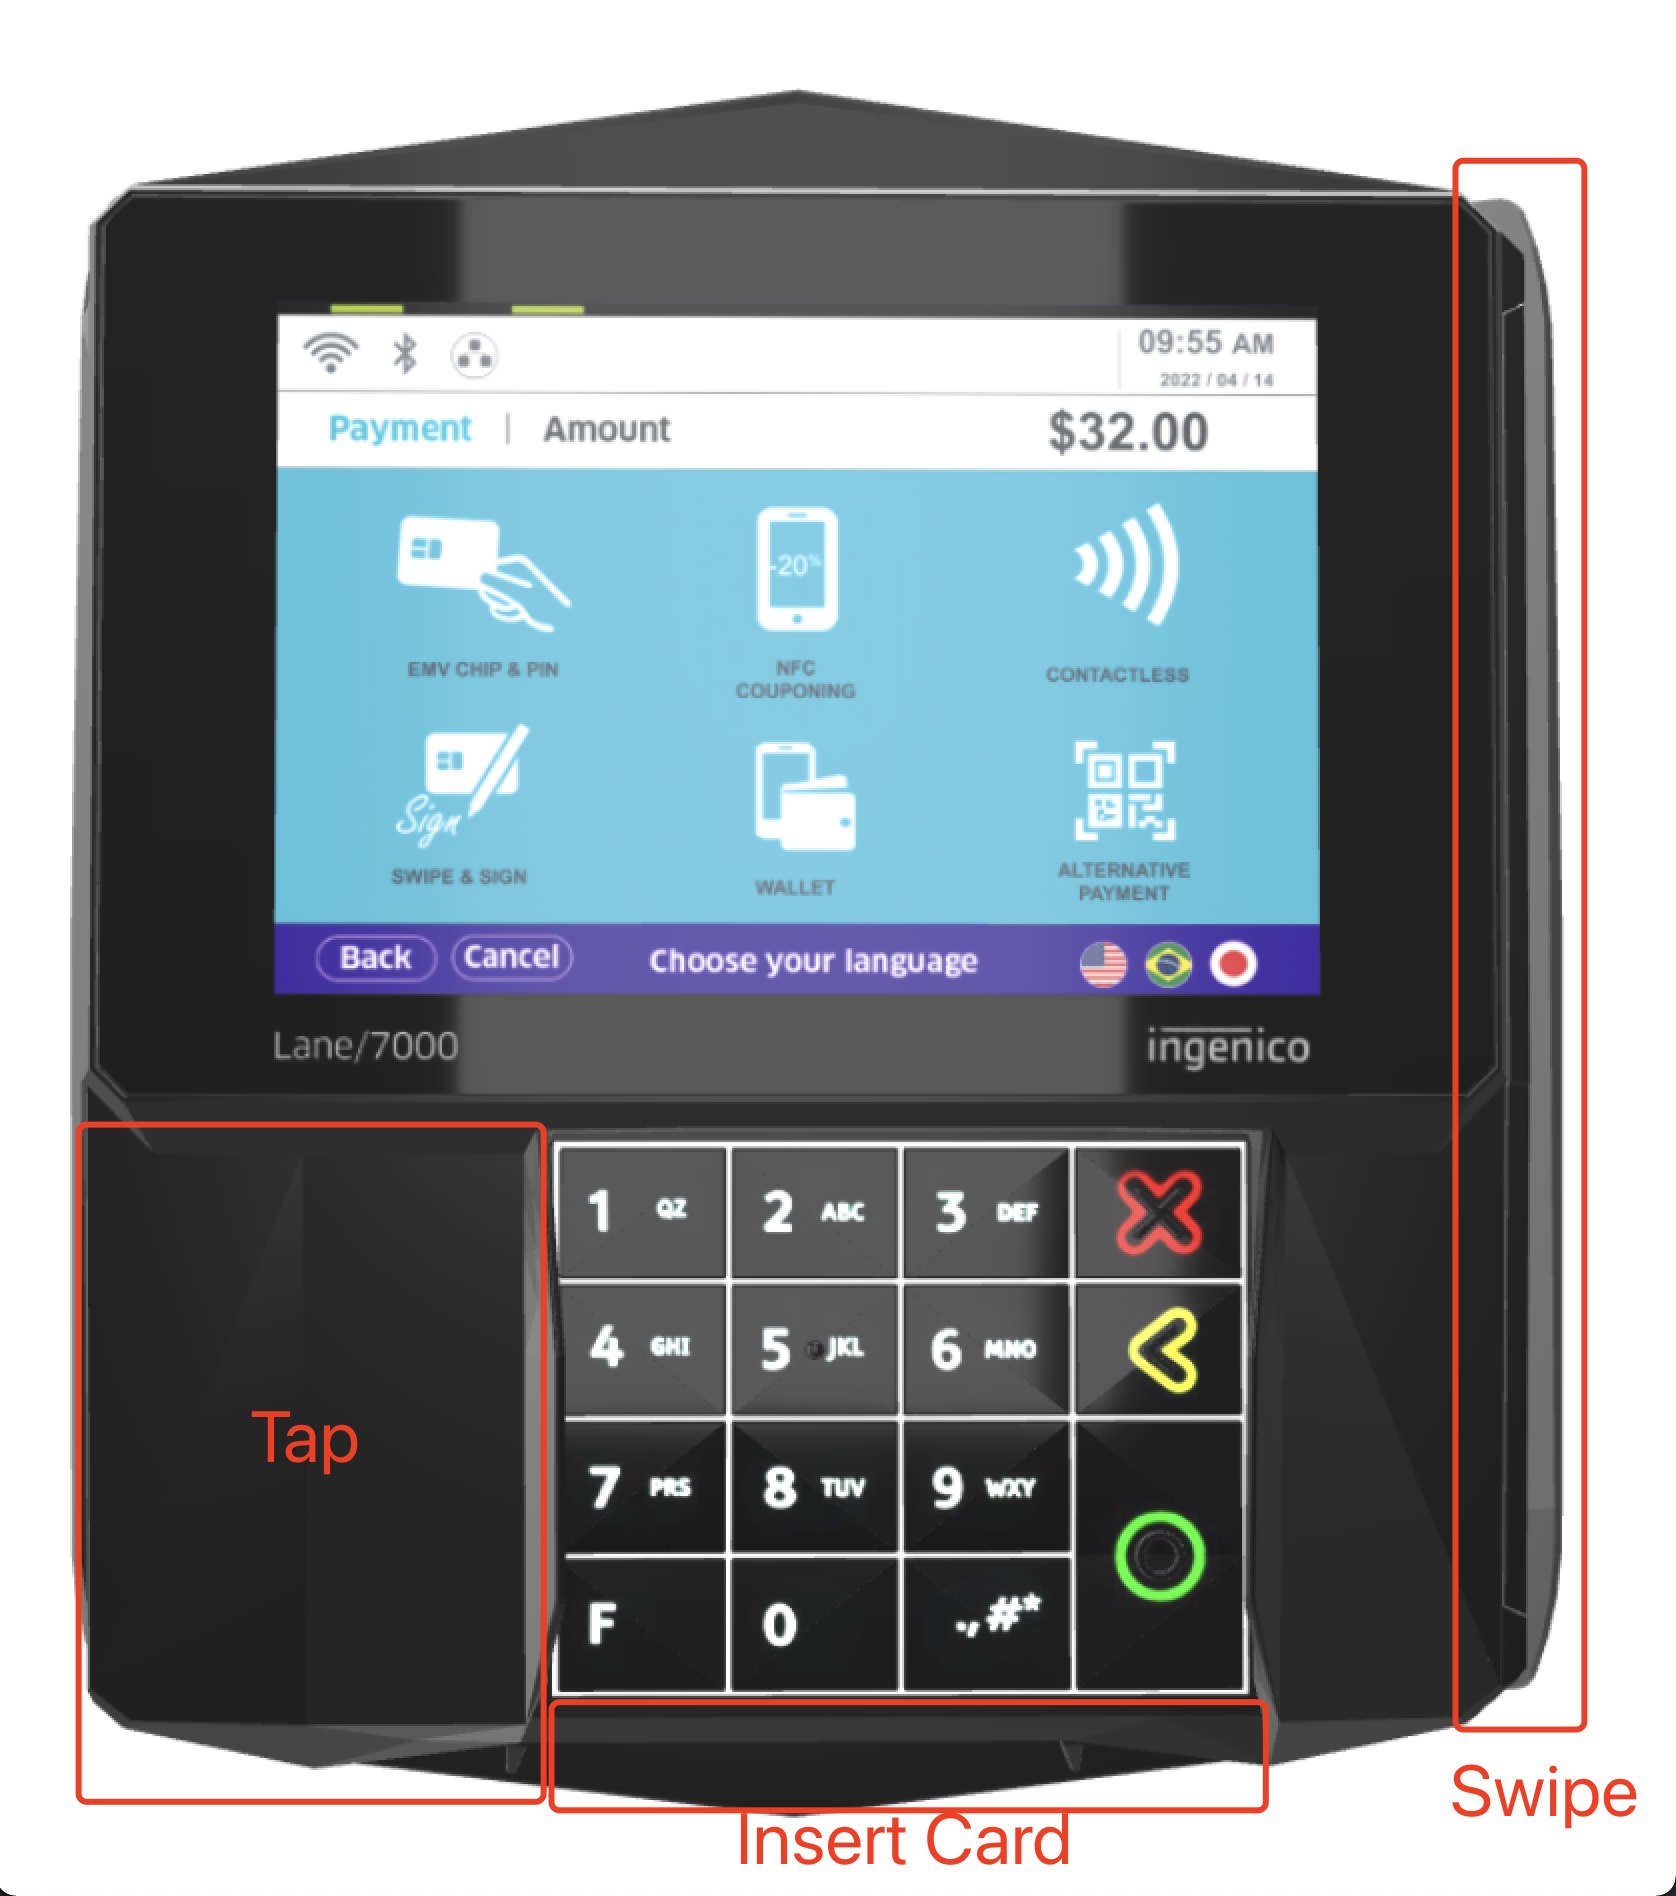 09:55 AM
2022 / 04 / 14
Payment | Amount $32.00
-20%
EMV CHIP & PIN
NFC
COUPONING
CONTACTLESS
Sign
SWIPE & SIGN
WALLET
ALTERNATIVE
PAYMENT
Back Cancel Choose your language
Lane/7000 ingenico
1 QZ 2 ABC 3 DEF
4 GHI 5 JKL 6 MNO
7 PRS 8 TUV 9 WXY
F 0 .,#*
Tap
Swipe
Insert Card